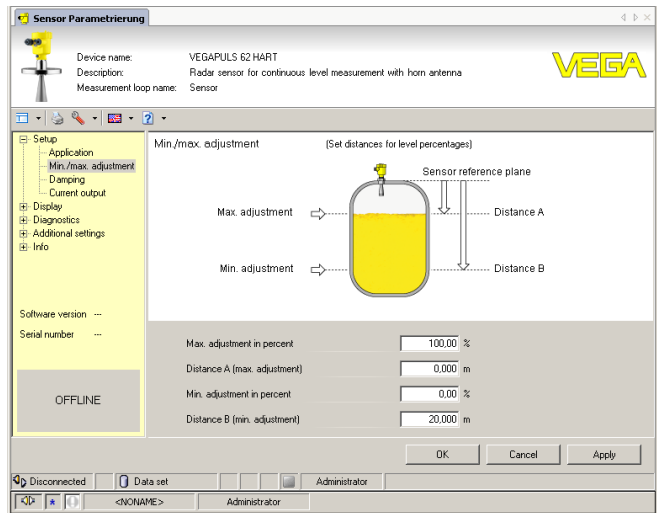 Sensor Parametrierung
Device name: VEGAPULS 62 HART
Description: Radar sensor for continuous level measurement with horn antenna
Measurement loop name: Sensor
VEGA
Setup
Application
Min./max. adjustment
Damping
Current output
Display
Diagnostics
Additional settings
Info
Software version ---
Serial number ---
OFFLINE
Min./max. adjustment (Set distances for level percentages)
Sensor reference plane
Max. adjustment Distance A
Min. adjustment Distance B
Max. adjustment in percent 100,00 %
Distance A (max. adjustment) 0,000 m
Min. adjustment in percent 0,00 %
Distance B (min. adjustment) 20,000 m
OK Cancel Apply
Disconnected Data set Administrator
<NONAME> Administrator